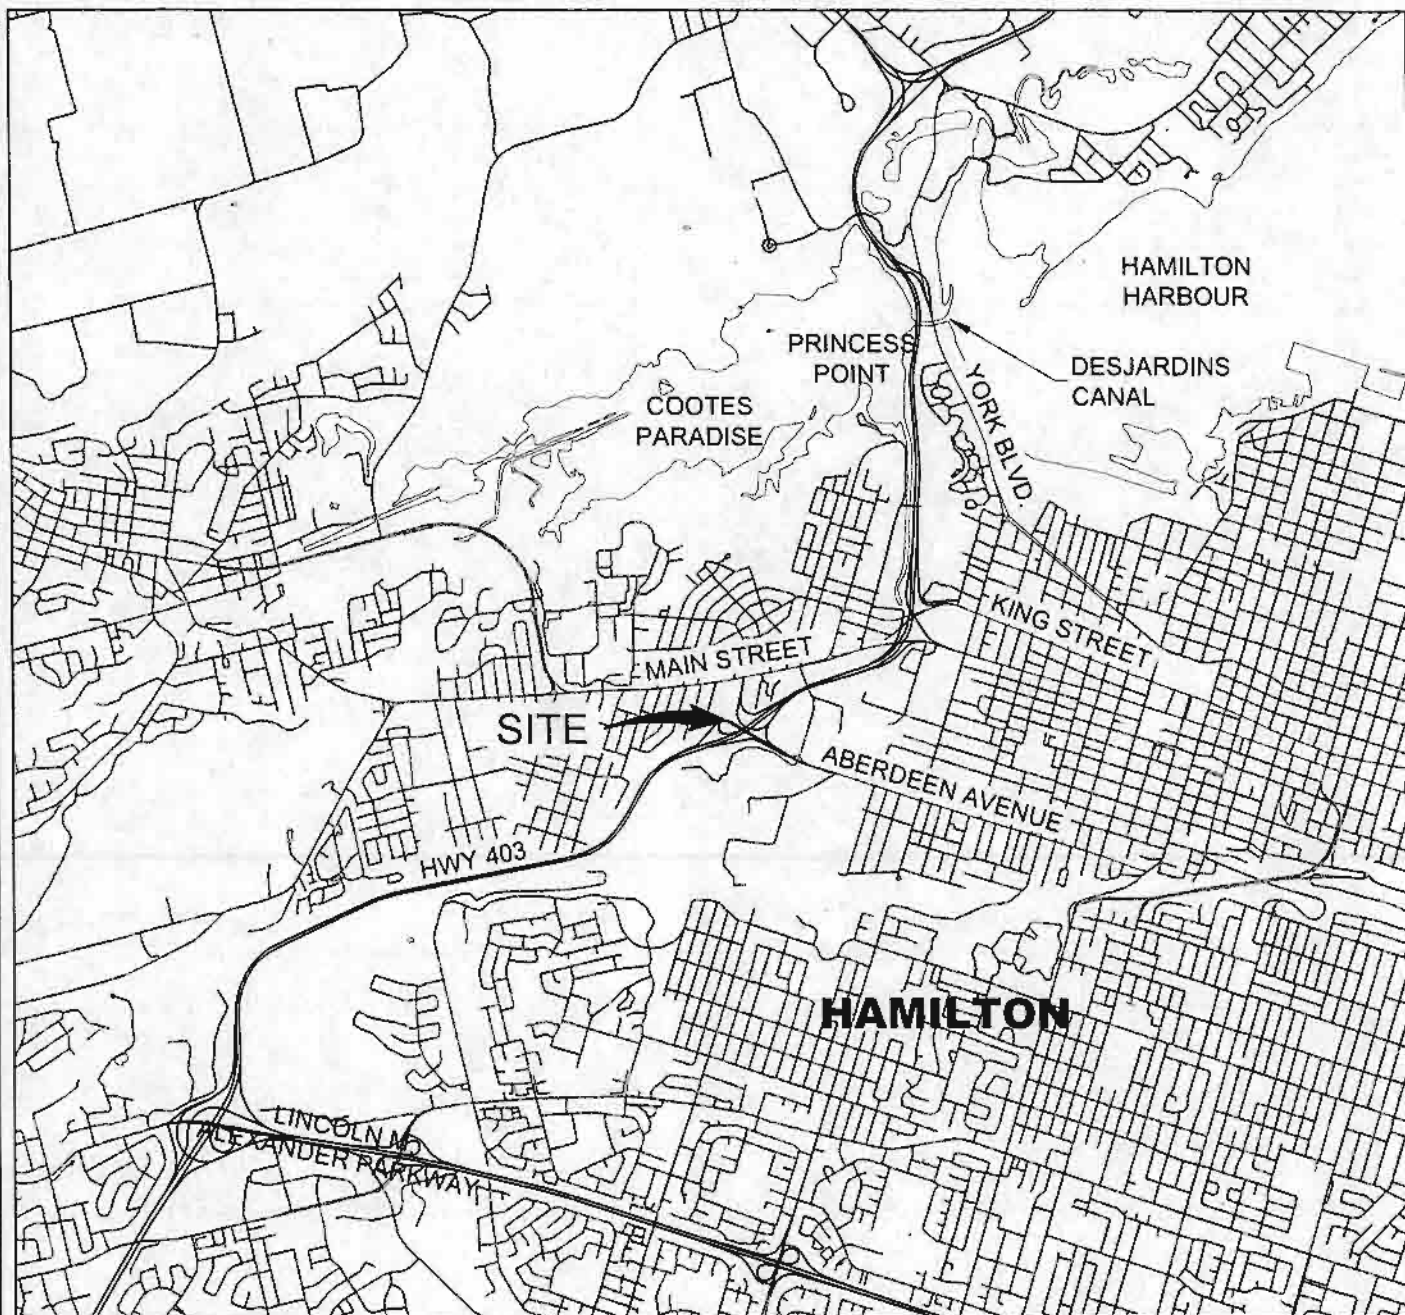 HAMILTON
HARBOUR
PRINCESS
POINT
DESJARDINS
CANAL
YORK BLVD.
COOTES
PARADISE
KING STREET
MAIN STREET
SITE
ABERDEEN AVENUE
HWY 403
HAMILTON
LINCOLN M.
ALEXANDER PARKWAY